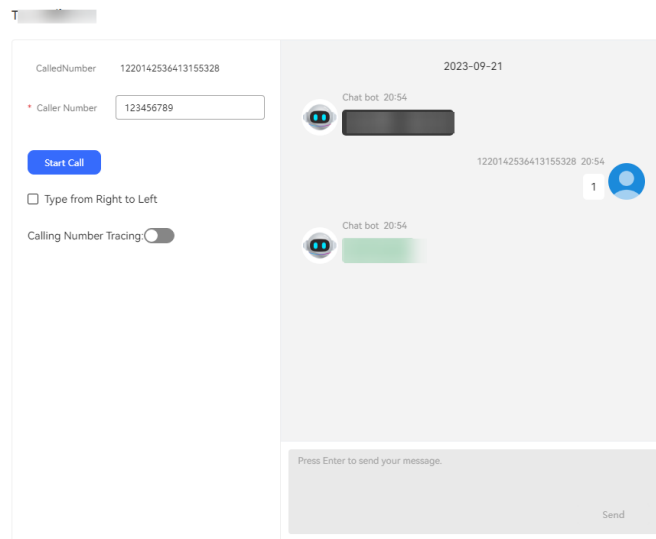 T
CalledNumber 1220142536413155328
* Caller Number 123456789
Start Call
Type from Right to Left
Calling Number Tracing:
2023-09-21
Chat bot 20:54
1220142536413155328 20:54
1
Chat bot 20:54
Press Enter to send your message.
Send